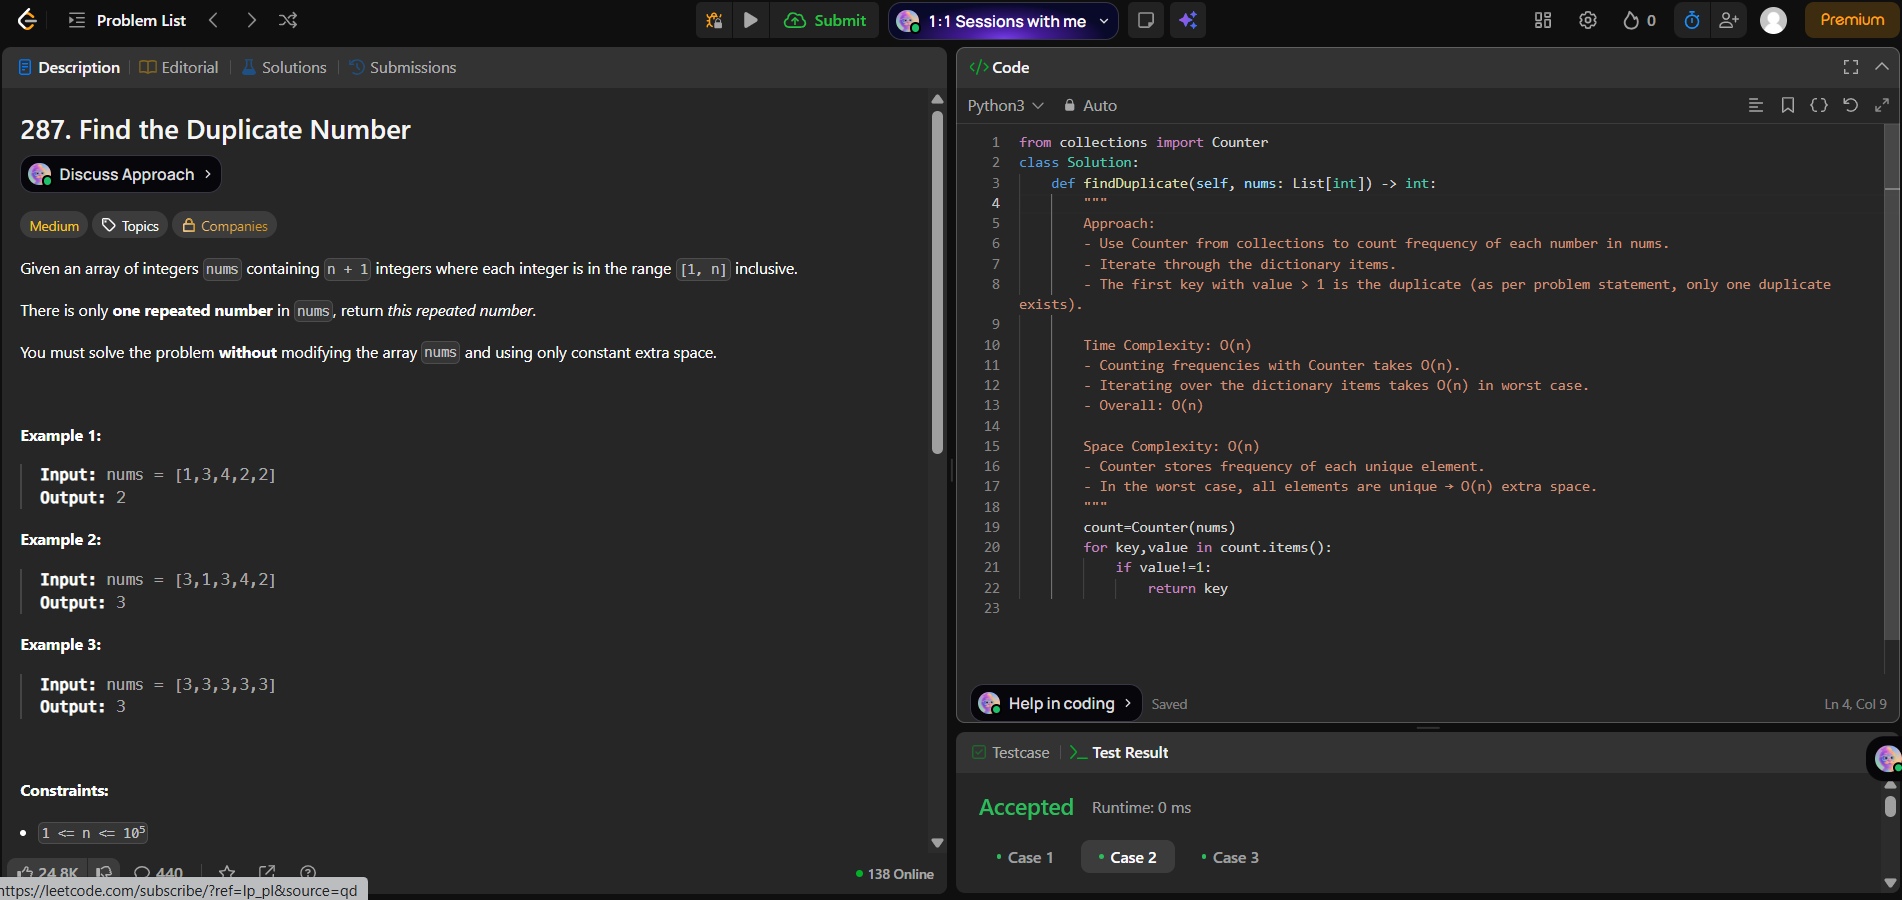 Problem List
Submit
1:1 Sessions with me
0
Premium
Description
Editorial
Solutions
Submissions
287. Find the Duplicate Number
Discuss Approach
Medium
Topics
Companies
Given an array of integers nums containing n + 1 integers where each integer is in the range [1, n] inclusive.
There is only one repeated number in nums, return this repeated number.
You must solve the problem without modifying the array nums and using only constant extra space.
Example 1:
Input: nums = [1,3,4,2,2]
Output: 2
Example 2:
Input: nums = [3,1,3,4,2]
Output: 3
Example 3:
Input: nums = [3,3,3,3,3]
Output: 3
Constraints:
1 <= n <= 10⁵
24.8K
440
138 Online
https://leetcode.com/subscribe/?ref=lp_pl&source=qd
</> Code
Python3
Auto
1 from collections import Counter
2 class Solution:
3 def findDuplicate(self, nums: List[int]) -> int:
4 """
5 Approach:
6 - Use Counter from collections to count frequency of each number in nums.
7 - Iterate through the dictionary items.
8 - The first key with value > 1 is the duplicate (as per problem statement, only one duplicate
exists).
9
10 Time Complexity: O(n)
11 - Counting frequencies with Counter takes O(n).
12 - Iterating over the dictionary items takes O(n) in worst case.
13 - Overall: O(n)
14
15 Space Complexity: O(n)
16 - Counter stores frequency of each unique element.
17 - In the worst case, all elements are unique → O(n) extra space.
18 """
19 count=Counter(nums)
20 for key,value in count.items():
21 if value!=1:
22 return key
23
Help in coding
Saved
Ln 4, Col 9
Testcase
Test Result
Accepted
Runtime: 0 ms
Case 1
Case 2
Case 3